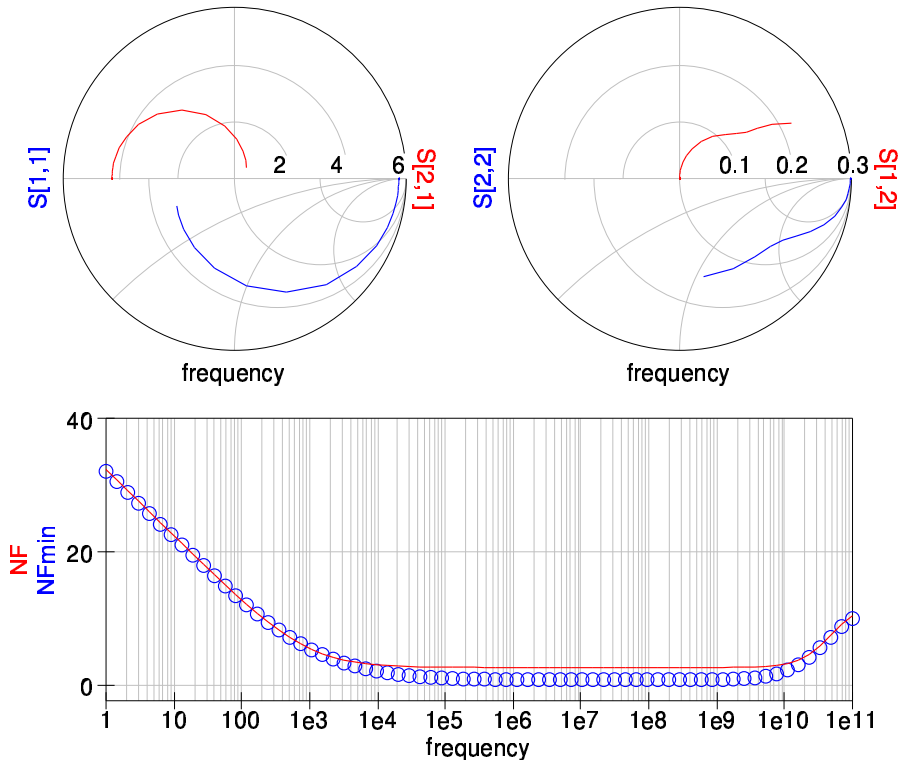 S[1,1]
2 4 6
S[2,1]
frequency
S[2,2]
0.1 0.2 0.3
S[1,2]
frequency
NF
NFmin
40
20
0
1 10 100 1e3 1e4 1e5 1e6 1e7 1e8 1e9 1e10 1e11
frequency